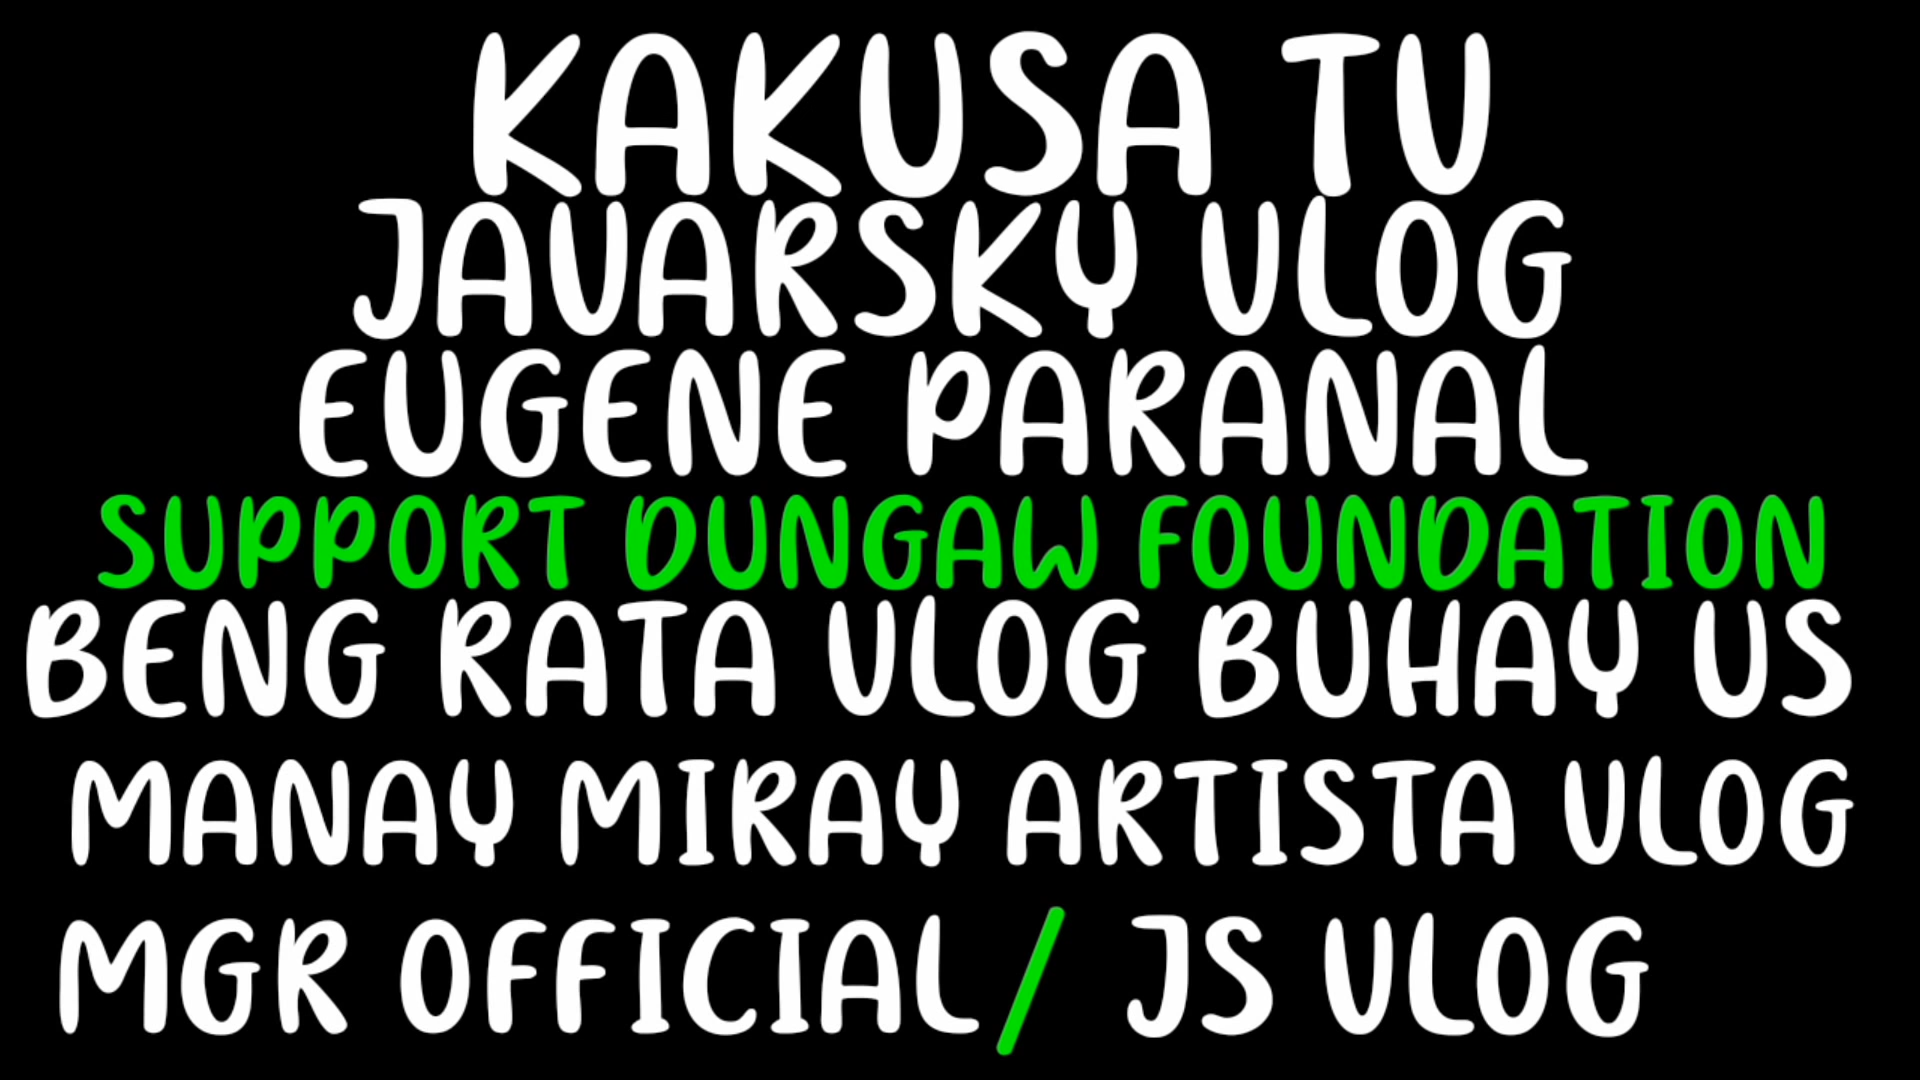 KAKUSA TV
JAVARSKY VLOG
EUGENE PARANAL
SUPPORT DUNGAW FOUNDATION
BENG RATA VLOG BUHAY US
MANAY MIRAY ARTISTA VLOG
MGR OFFICIAL/ JS VLOG